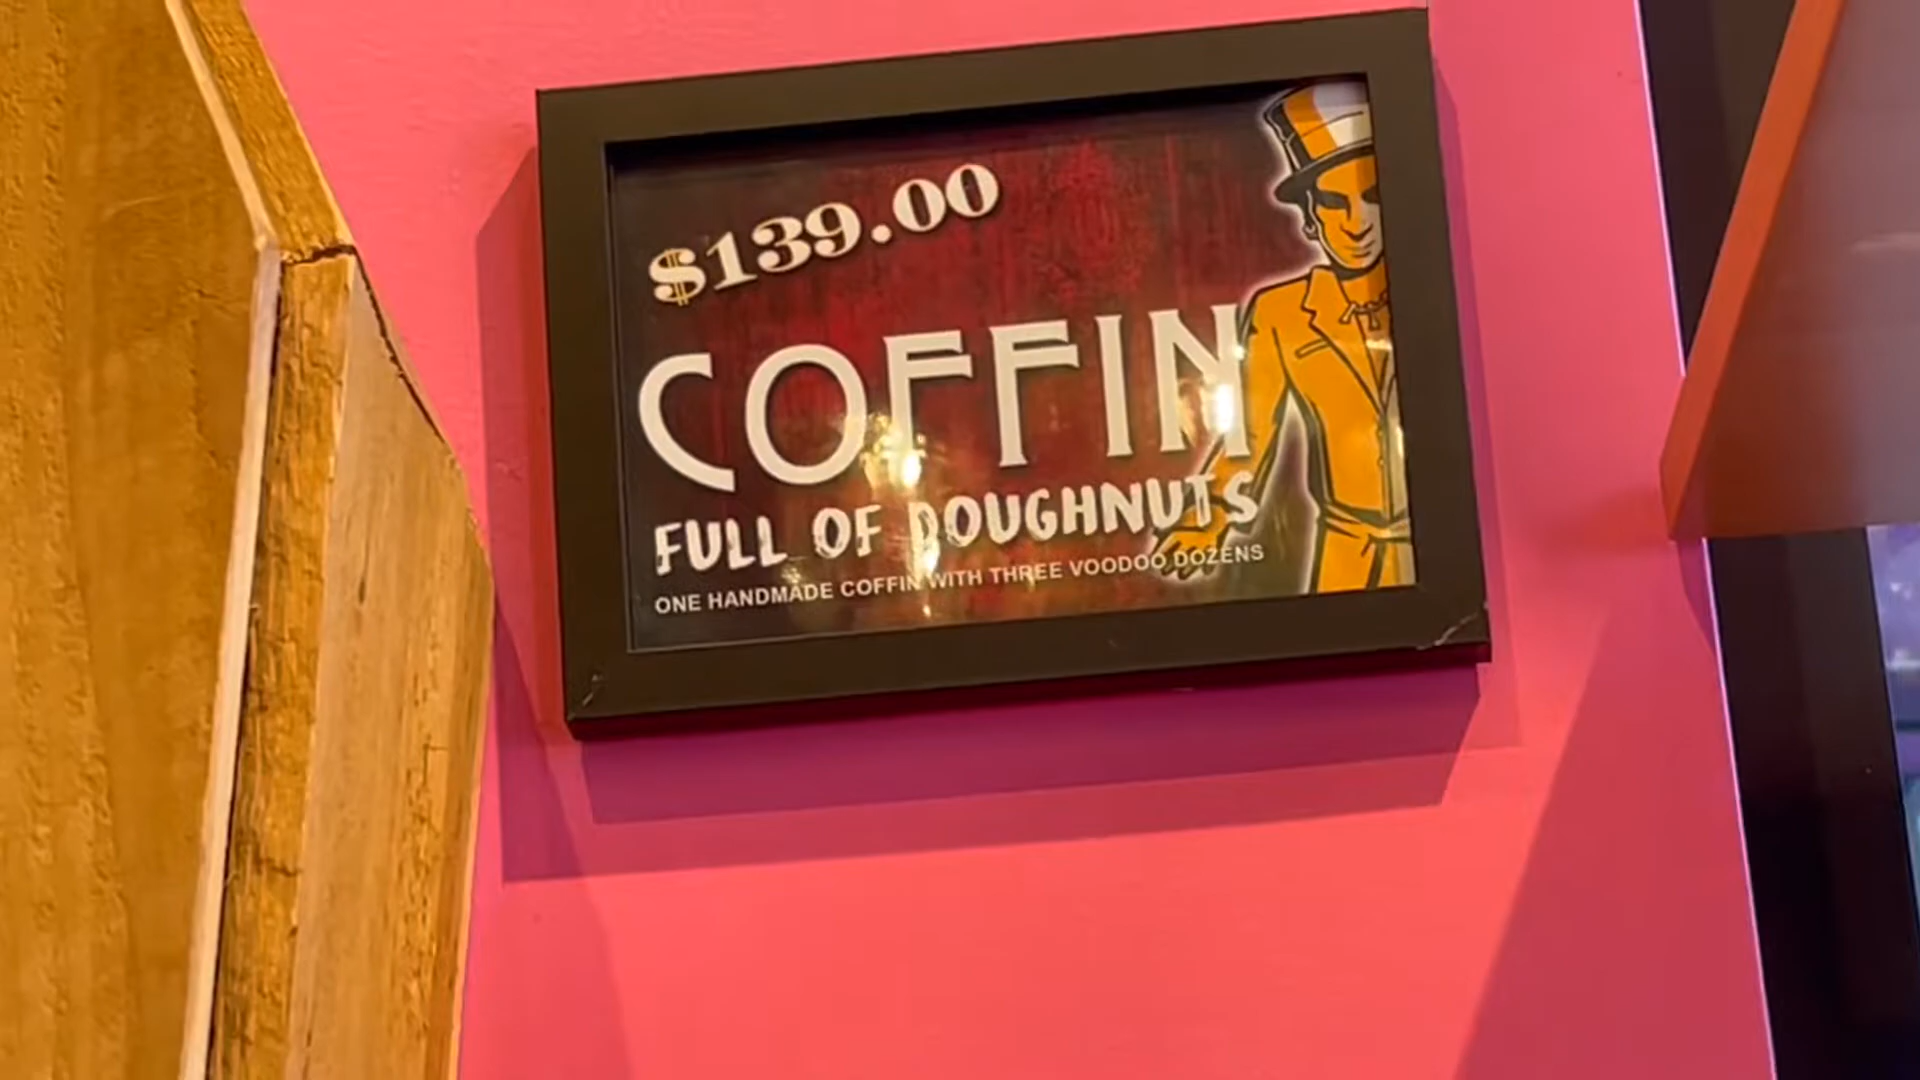 $139.00
COFFIN
FULL OF DOUGHNUTS
ONE HANDMADE COFFIN WITH THREE VOODOO DOZENS